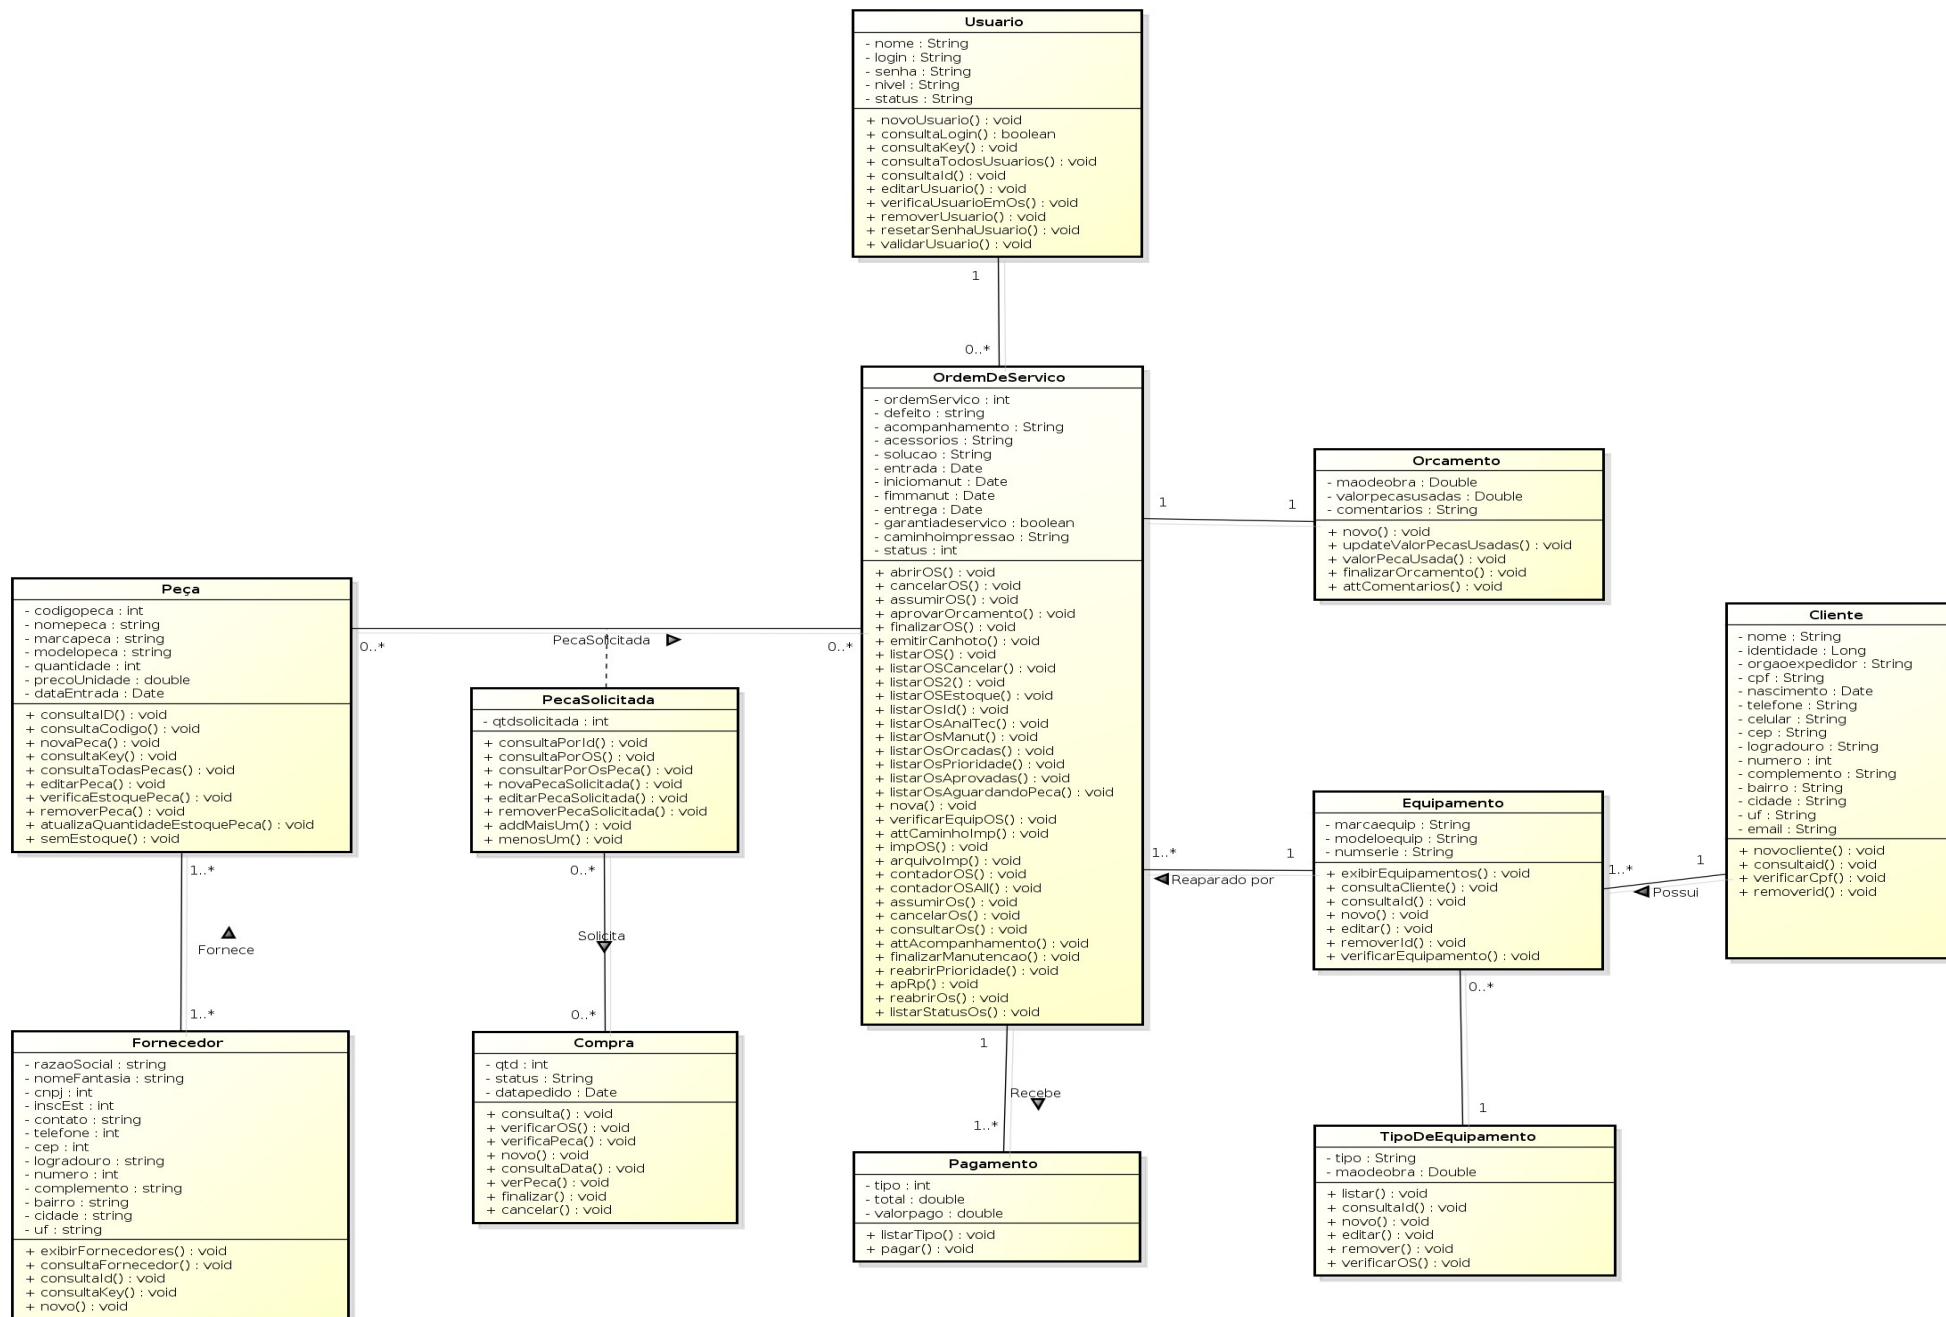 Usuario
- nome : String
- login : String
- senha : String
- nivel : String
- status : String
+ novoUsuario() : void
+ consultaLogin() : boolean
+ consultaKey() : void
+ consultaTodosUsuarios() : void
+ consultaId() : void
+ editarUsuario() : void
+ verificaUsuarioEmOs() : void
+ removerUsuario() : void
+ resetarSenhaUsuario() : void
+ validarUsuario() : void
1
0..*
OrdemDeServico
- ordemServico : int
- defeito : string
- acompanhamento : String
- acessorios : String
- solucao : String
- entrada : Date
- iniciomanut : Date
- fimmanut : Date
- entrega : Date
- garantiadeservico : boolean
- caminhoimpressao : String
- status : int
+ abrirOS() : void
+ cancelarOS() : void
+ assumirOS() : void
+ aprovarOrcamento() : void
+ finalizarOS() : void
+ emitirCanhoto() : void
+ listarOS() : void
+ listarOSCancelar() : void
+ listarOS2() : void
+ listarOSEstoque() : void
+ listarOsId() : void
+ listarOsAnalTec() : void
+ listarOsManut() : void
+ listarOsOrcadas() : void
+ listarOsPrioridade() : void
+ listarOsAprovadas() : void
+ listarOsAguardandoPeca() : void
+ nova() : void
+ verificarEquipOS() : void
+ attCaminhoImp() : void
+ impOS() : void
+ arquivoImp() : void
+ contadorOS() : void
+ contadorOSAll() : void
+ assumirOs() : void
+ cancelarOs() : void
+ consultarOs() : void
+ attAcompanhamento() : void
+ finalizarManutencao() : void
+ reabrirPrioridade() : void
+ apRp() : void
+ reabrirOs() : void
+ listarStatusOs() : void
1
1
Orcamento
- maodeobra : Double
- valorpecasusadas : Double
- comentarios : String
+ novo() : void
+ updateValorPecasUsadas() : void
+ valorPecaUsada() : void
+ finalizarOrcamento() : void
+ attComentarios() : void
Peça
- codigopeca : int
- nomepeca : string
- marcapeca : string
- modelopeca : string
- quantidade : int
- precoUnidade : double
- dataEntrada : Date
+ consultaID() : void
+ consultaCodigo() : void
+ novaPeca() : void
+ consultaKey() : void
+ consultaTodasPecas() : void
+ editarPeca() : void
+ verificaEstoquePeca() : void
+ removerPeca() : void
+ atualizaQuantidadeEstoquePeca() : void
+ semEstoque() : void
0..*
PecaSolicitada
0..*
PecaSolicitada
- qtdsolicitada : int
+ consultaPorId() : void
+ consultaPorOS() : void
+ consultarPorOsPeca() : void
+ novaPecaSolicitada() : void
+ editarPecaSolicitada() : void
+ removerPecaSolicitada() : void
+ addMaisUm() : void
+ menosUm() : void
Cliente
- nome : String
- identidade : Long
- orgaoexpedidor : String
- cpf : String
- nascimento : Date
- telefone : String
- celular : String
- cep : String
- logradouro : String
- numero : int
- complemento : String
- bairro : String
- cidade : String
- uf : String
- email : String
+ novocliente() : void
+ consultaid() : void
+ verificarCpf() : void
+ removerid() : void
Equipamento
- marcaequip : String
- modeloequip : String
- numserie : String
+ exibirEquipamentos() : void
+ consultaCliente() : void
+ consultaId() : void
+ novo() : void
+ editar() : void
+ removerId() : void
+ verificarEquipamento() : void
1..*
1
Reaparado por
1..*
1
Possui
1..*
Fornece
1..*
0..*
Solicita
0..*
0..*
1
Fornecedor
- razaoSocial : string
- nomeFantasia : string
- cnpj : int
- inscEst : int
- contato : string
- telefone : int
- cep : int
- logradouro : string
- numero : int
- complemento : string
- bairro : string
- cidade : string
- uf : string
+ exibirFornecedores() : void
+ consultaFornecedor() : void
+ consultaId() : void
+ consultaKey() : void
+ novo() : void
Compra
- qtd : int
- status : String
- datapedido : Date
+ consulta() : void
+ verificarOS() : void
+ verificaPeca() : void
+ novo() : void
+ consultaData() : void
+ verPeca() : void
+ finalizar() : void
+ cancelar() : void
1
Recebe
1..*
Pagamento
- tipo : int
- total : double
- valorpago : double
+ listarTipo() : void
+ pagar() : void
TipoDeEquipamento
- tipo : String
- maodeobra : Double
+ listar() : void
+ consultaId() : void
+ novo() : void
+ editar() : void
+ remover() : void
+ verificarOS() : void